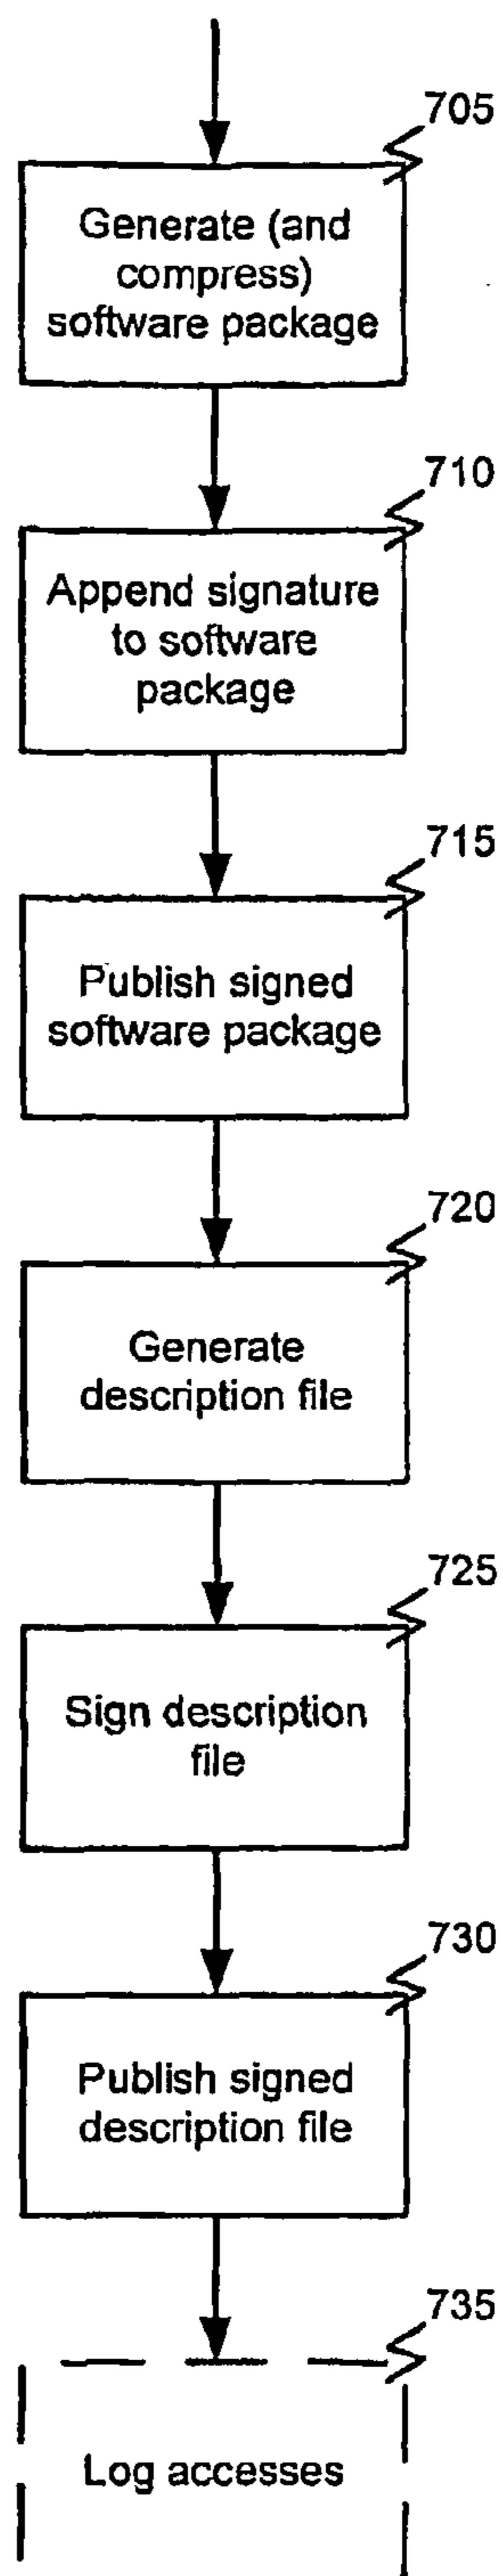 705
Generate (and
compress)
software package
710
Append signature
to software
package
715
Publish signed
software package
720
Generate
description file
725
Sign description
file
730
Publish signed
description file
735
Log accesses